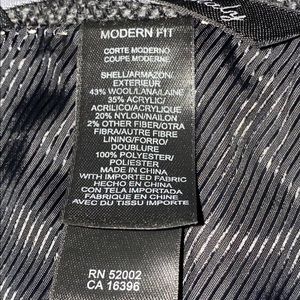 MODERN FIT
CORTE MODERNO
COUPE MODERNE
SHELL/ARMAZON/
EXTERIEUR
43% WOOL/LANA/LAINE
35% ACRYLIC/
ACRILICO/ACRYLIQUE
20% NYLON/NAILON
2% OTHER FIBER/OTRA
FIBRA/AUTRE FIBRE
LINING/FORRO/
DOUBLURE
100% POLYESTER/
POLIESTER
MADE IN CHINA
WITH IMPORTED FABRIC
HECHO EN CHINA
CON TELA IMPORTADA
FABRIQUE EN CHINE
AVEC DU TISSU IMPORTE
RN 52002
CA 16396